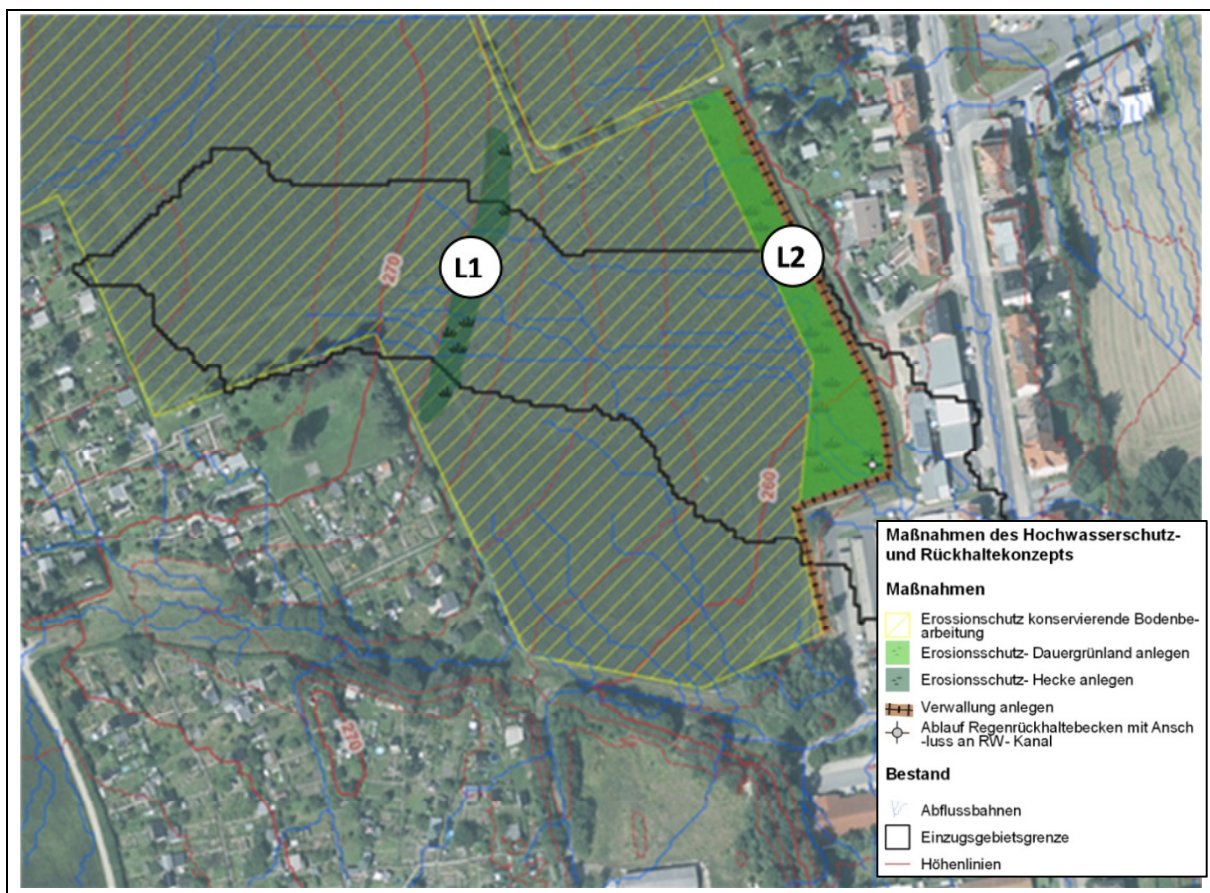 L1
L2
270
260
270
Maßnahmen des Hochwasserschutz-
und Rückhaltekonzepts
Maßnahmen
Erossionschutz konservierende Bodenbe-
arbeitung
Erosionsschutz- Dauergrünland anlegen
Erosionsschutz- Hecke anlegen
Verwallung anlegen
Ablauf Regenrückhaltebecken mit Ansch
-luss an RW- Kanal
Bestand
Abflussbahnen
Einzugsgebietsgrenze
Höhenlinien